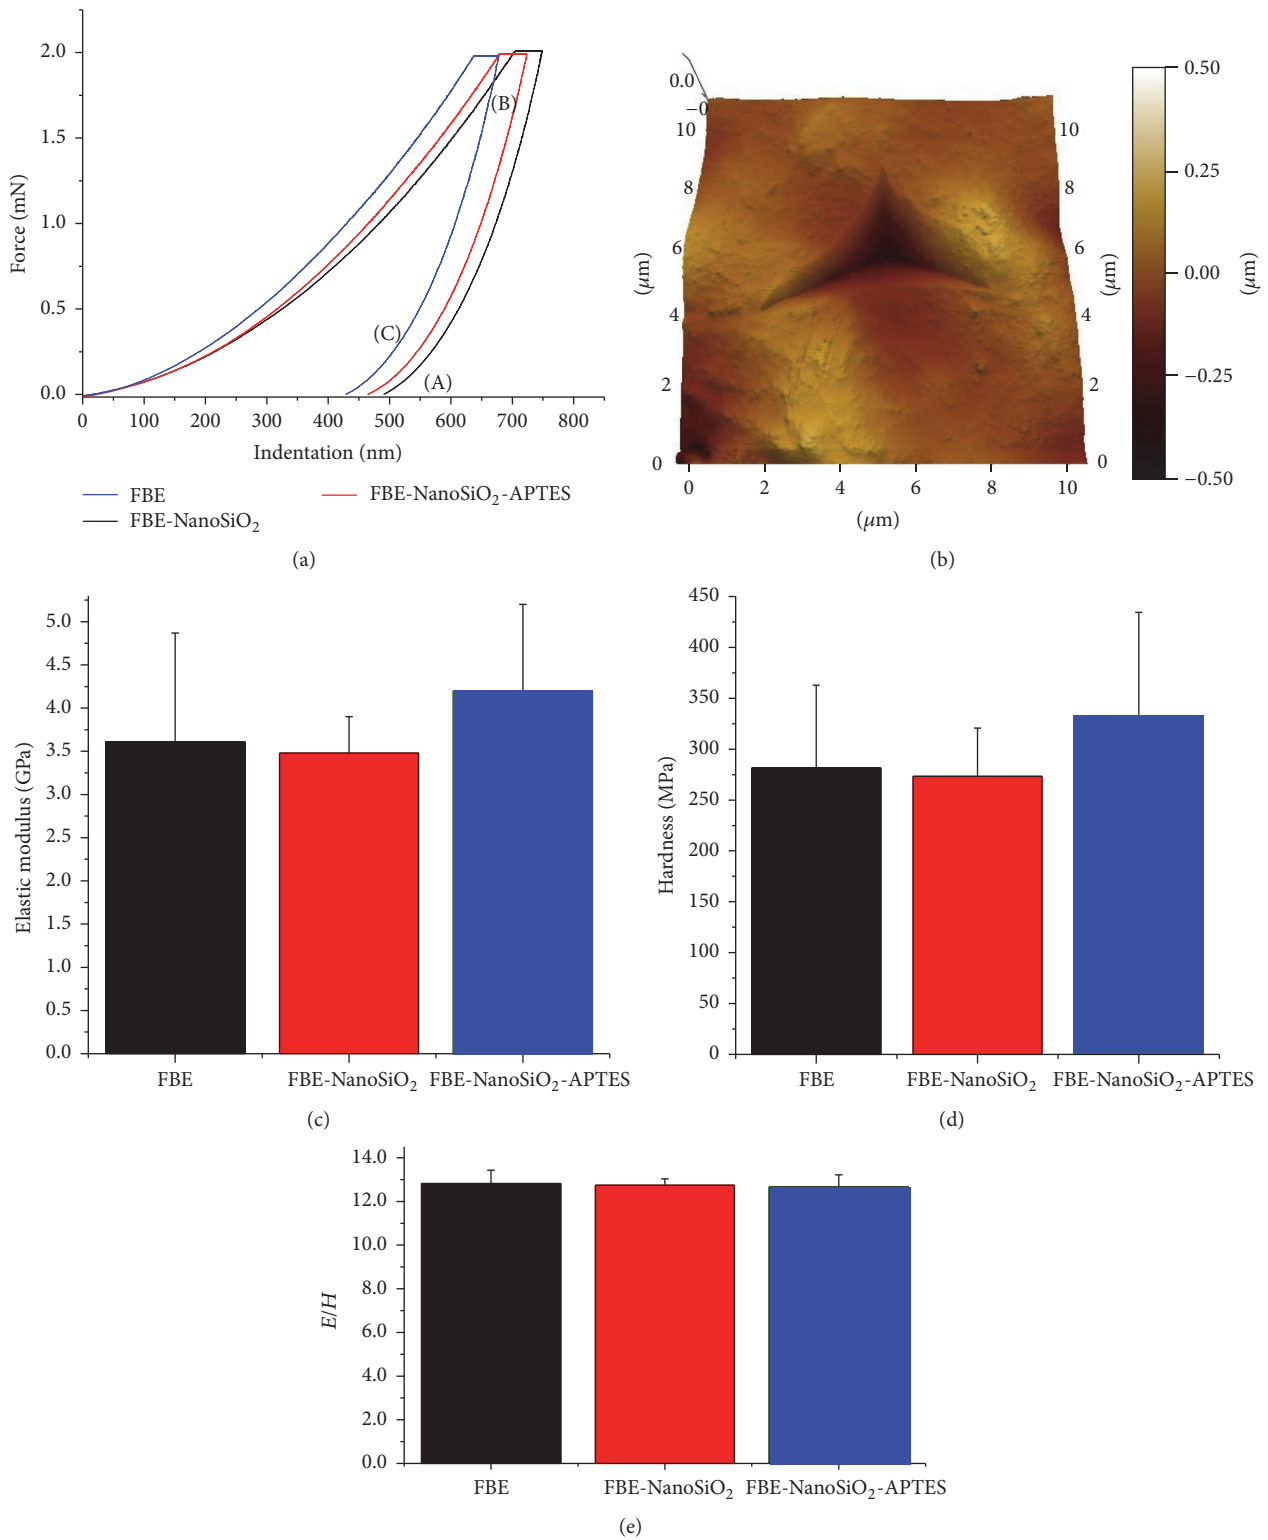 2.0
1.5
1.0
0.5
0.0
Force (mN)
(B)
(C)
(A)
0 100 200 300 400 500 600 700 800
Indentation (nm)
FBE
FBE-NanoSiO2-APTES
FBE-NanoSiO2
(a)
0.0
−0
10
8
6
4
2
0
(μm)
10
8
6
4
2
0
(μm)
0 2 4 6 8 10
(μm)
0.50
0.25
0.00
−0.25
−0.50
(μm)
(b)
5.0
4.5
4.0
3.5
3.0
2.5
2.0
1.5
1.0
0.5
0.0
Elastic modulus (GPa)
FBE FBE-NanoSiO2 FBE-NanoSiO2-APTES
(c)
450
400
350
300
250
200
150
100
50
0
Hardness (MPa)
FBE FBE-NanoSiO2 FBE-NanoSiO2-APTES
(d)
14.0
12.0
10.0
8.0
6.0
4.0
2.0
0.0
E/H
FBE FBE-NanoSiO2 FBE-NanoSiO2-APTES
(e)